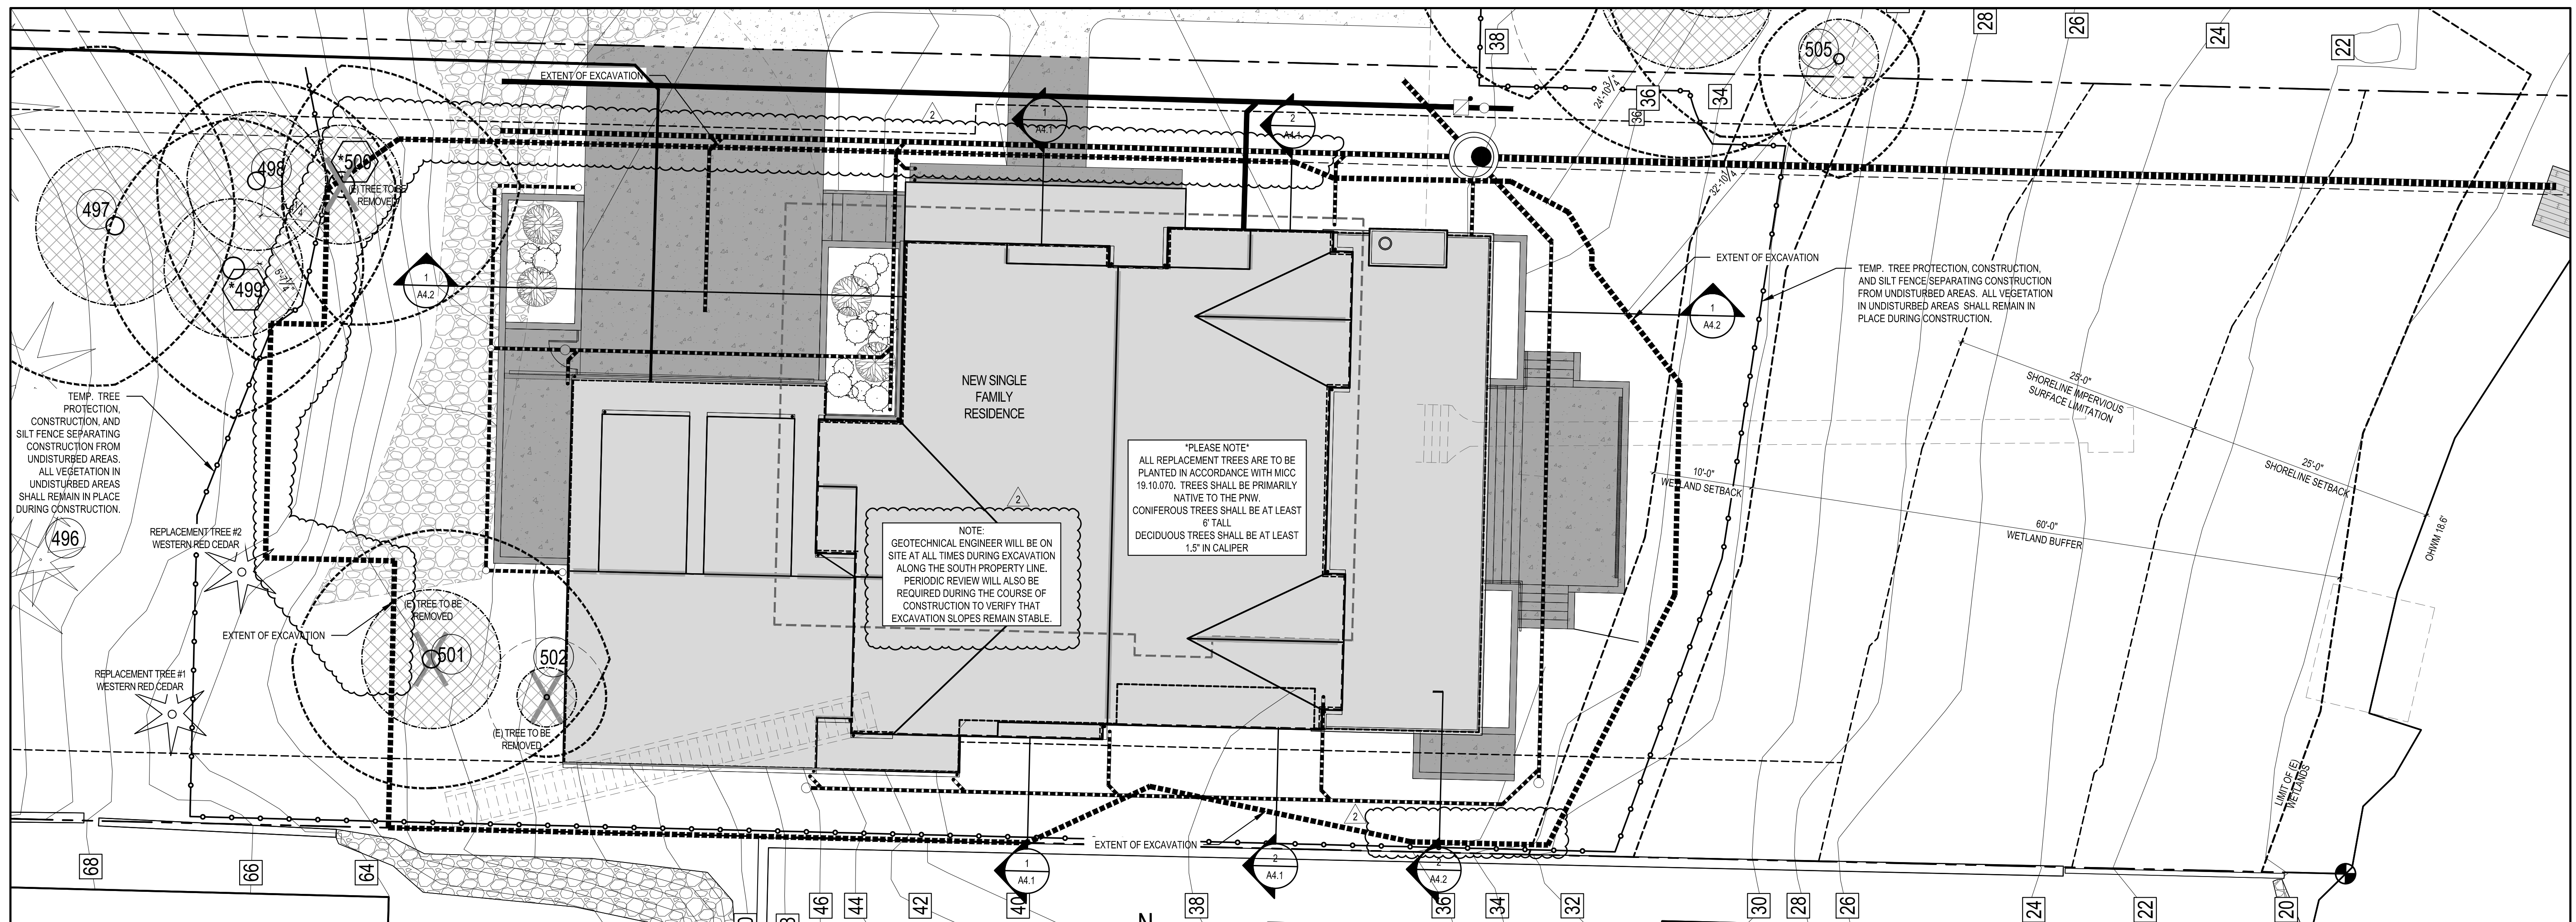 38
505
28
26
24
22
EXTENT OF EXCAVATION
24'-10 3/4"
36
34
36
2
1
A4.1
2
A4.1
498
*506
(E) TREE TO BE
REMOVED
497
32'-10 1/4"
*499
5'-7 1/4"
1
A4.2
EXTENT OF EXCAVATION
TEMP. TREE PROTECTION, CONSTRUCTION,
AND SILT FENCE SEPARATING CONSTRUCTION
FROM UNDISTURBED AREAS. ALL VEGETATION
IN UNDISTURBED AREAS SHALL REMAIN IN
PLACE DURING CONSTRUCTION.
1
A4.2
NEW SINGLE
FAMILY
RESIDENCE
25'-0"
SHORELINE IMPERVIOUS
SURFACE LIMITATION
TEMP. TREE
PROTECTION,
CONSTRUCTION, AND
SILT FENCE SEPARATING
CONSTRUCTION FROM
UNDISTURBED AREAS.
ALL VEGETATION IN
UNDISTURBED AREAS
SHALL REMAIN IN PLACE
DURING CONSTRUCTION.
*PLEASE NOTE*
ALL REPLACEMENT TREES ARE TO BE
PLANTED IN ACCORDANCE WITH MICC
19.10.070. TREES SHALL BE PRIMARILY
NATIVE TO THE PNW.
CONIFEROUS TREES SHALL BE AT LEAST
6' TALL
DECIDUOUS TREES SHALL BE AT LEAST
1.5" IN CALIPER
10'-0"
WETLAND SETBACK
25'-0"
SHORELINE SETBACK
2
60'-0"
WETLAND BUFFER
OHWM 18.6'
496
REPLACEMENT TREE #2
WESTERN RED CEDAR
NOTE:
GEOTECHNICAL ENGINEER WILL BE ON
SITE AT ALL TIMES DURING EXCAVATION
ALONG THE SOUTH PROPERTY LINE.
PERIODIC REVIEW WILL ALSO BE
REQUIRED DURING THE COURSE OF
CONSTRUCTION TO VERIFY THAT
EXCAVATION SLOPES REMAIN STABLE.
(E) TREE TO BE
REMOVED
EXTENT OF EXCAVATION
501
502
REPLACEMENT TREE #1
WESTERN RED CEDAR
(E) TREE TO BE
REMOVED
LIMIT OF (E)
WETLANDS
2
EXTENT OF EXCAVATION
1
A4.1
2
A4.1
2
A4.2
68
66
64
46
44
42
40
38
36
34
32
30
28
26
24
22
20
N